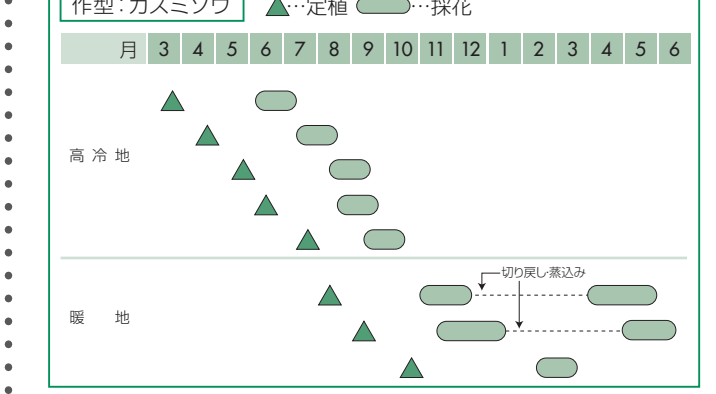 作型：カスミソウ ▲…定植 …採花
月 3 4 5 6 7 8 9 10 11 12 1 2 3 4 5 6
高冷地
切り戻し・蒸込み
暖地